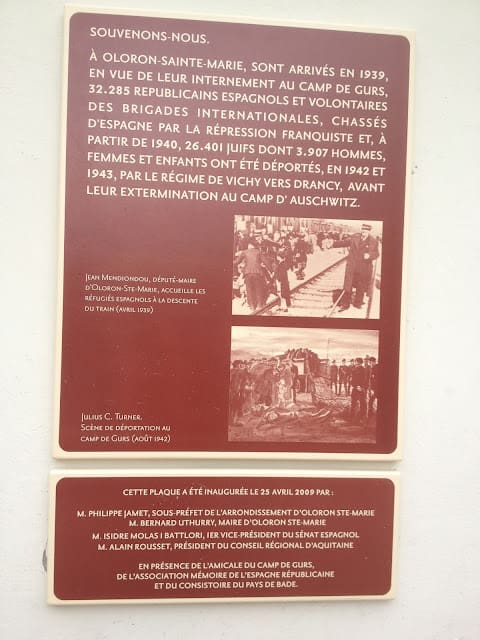 SOUVENONS-NOUS.
À OLORON-SAINTE-MARIE, SONT ARRIVÉS EN 1939,
EN VUE DE LEUR INTERNEMENT AU CAMP DE GURS,
32.285 REPUBLICAINS ESPAGNOLS ET VOLONTAIRES
DES BRIGADES INTERNATIONALES, CHASSÉS
D'ESPAGNE PAR LA RÉPRESSION FRANQUISTE ET, À
PARTIR DE 1940, 26.401 JUIFS DONT 3.907 HOMMES,
FEMMES ET ENFANTS ONT ÉTÉ DÉPORTÉS, EN 1942 ET
1943, PAR LE RÉGIME DE VICHY VERS DRANCY, AVANT
LEUR EXTERMINATION AU CAMP D' AUSCHWITZ.
JEAN MENDIONDOU, DÉPUTÉ-MAIRE
D'OLORON-STE-MARIE, ACCUEILLE LES
RÉFUGIÉS ESPAGNOLS À LA DESCENTE
DU TRAIN (AVRIL 1939)
JULIUS C. TURNER.
SCÈNE DE DÉPORTATION AU
CAMP DE GURS (AOÛT 1942)
CETTE PLAQUE A ÉTÉ INAUGURÉE LE 25 AVRIL 2009 PAR :
M. PHILIPPE JAMET, SOUS-PRÉFET DE L'ARRONDISSEMENT D'OLORON STE-MARIE
M. BERNARD UTHURRY, MAIRE D'OLORON STE-MARIE
M. ISIDRE MOLAS I BATTLORI, 1ER VICE-PRÉSIDENT DU SÉNAT ESPAGNOL
M. ALAIN ROUSSET, PRÉSIDENT DU CONSEIL RÉGIONAL D'AQUITAINE
EN PRÉSENCE DE L'AMICALE DU CAMP DE GURS,
DE L'ASSOCIATION MÉMOIRE DE L'ESPAGNE RÉPUBLICAINE
ET DU CONSISTOIRE DU PAYS DE BADE.